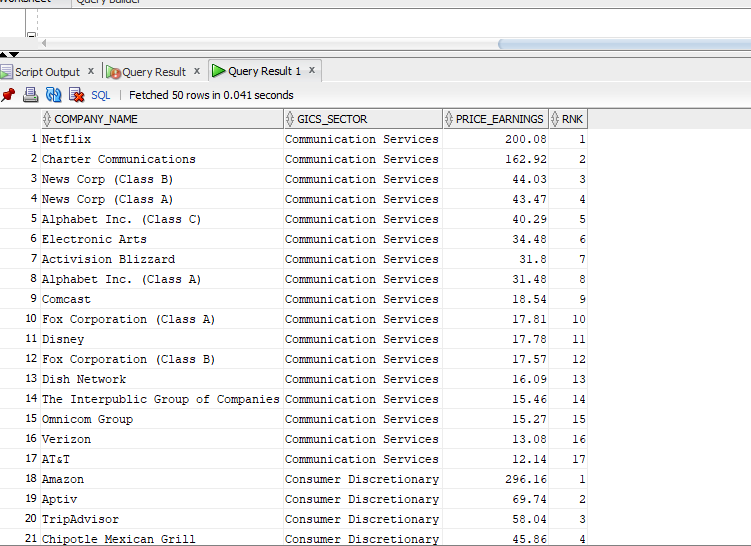 Worksheet Query Builder
Script Output x Query Result x Query Result 1 x
SQL | Fetched 50 rows in 0.041 seconds
COMPANY_NAME GICS_SECTOR PRICE_EARNINGS RNK
1 Netflix Communication Services 200.08 1
2 Charter Communications Communication Services 162.92 2
3 News Corp (Class B) Communication Services 44.03 3
4 News Corp (Class A) Communication Services 43.47 4
5 Alphabet Inc. (Class C) Communication Services 40.29 5
6 Electronic Arts Communication Services 34.48 6
7 Activision Blizzard Communication Services 31.8 7
8 Alphabet Inc. (Class A) Communication Services 31.48 8
9 Comcast Communication Services 18.54 9
10 Fox Corporation (Class A) Communication Services 17.81 10
11 Disney Communication Services 17.78 11
12 Fox Corporation (Class B) Communication Services 17.57 12
13 Dish Network Communication Services 16.09 13
14 The Interpublic Group of Companies Communication Services 15.46 14
15 Omnicom Group Communication Services 15.27 15
16 Verizon Communication Services 13.08 16
17 AT&T Communication Services 12.14 17
18 Amazon Consumer Discretionary 296.16 1
19 Aptiv Consumer Discretionary 69.74 2
20 TripAdvisor Consumer Discretionary 58.04 3
21 Chipotle Mexican Grill Consumer Discretionary 45.86 4